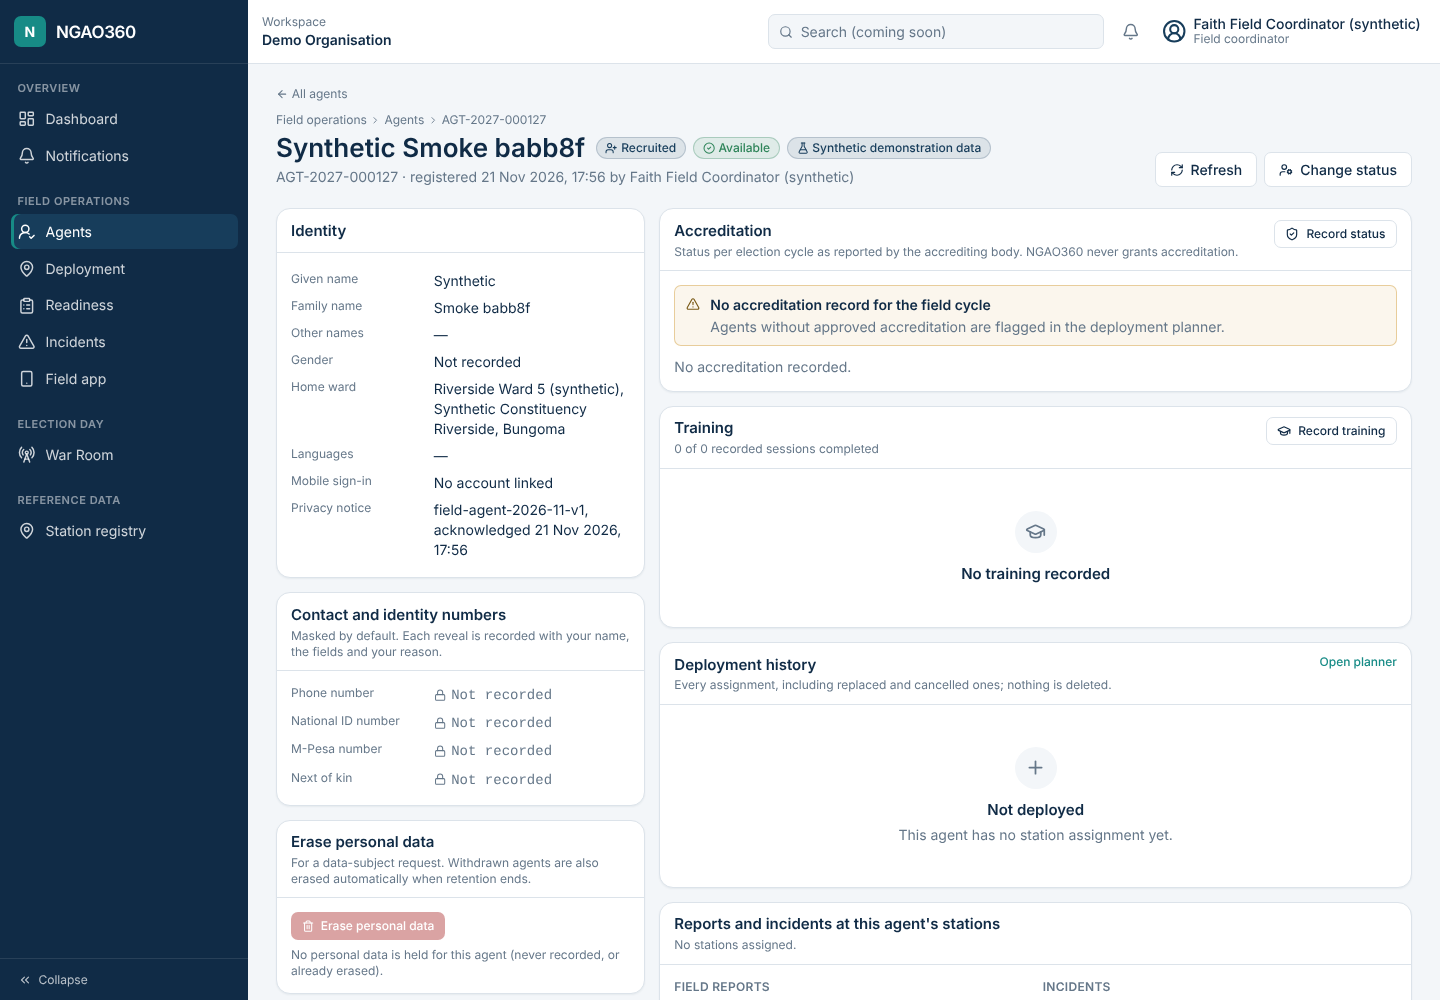 N NGAO360
OVERVIEW
Dashboard
Notifications
FIELD OPERATIONS
Agents
Deployment
Readiness
Incidents
Field app
ELECTION DAY
War Room
REFERENCE DATA
Station registry
Collapse
Workspace
Demo Organisation
Search (coming soon)
Faith Field Coordinator (synthetic)
Field coordinator
All agents
Field operations > Agents > AGT-2027-000127
Synthetic Smoke babb8f Recruited Available Synthetic demonstration data
AGT-2027-000127 · registered 21 Nov 2026, 17:56 by Faith Field Coordinator (synthetic)
Refresh Change status
Identity
Given name Synthetic
Family name Smoke babb8f
Other names —
Gender Not recorded
Home ward Riverside Ward 5 (synthetic),
Synthetic Constituency
Riverside, Bungoma
Languages —
Mobile sign-in No account linked
Privacy notice field-agent-2026-11-v1,
acknowledged 21 Nov 2026,
17:56
Contact and identity numbers
Masked by default. Each reveal is recorded with your name,
the fields and your reason.
Phone number Not recorded
National ID number Not recorded
M-Pesa number Not recorded
Next of kin Not recorded
Erase personal data
For a data-subject request. Withdrawn agents are also
erased automatically when retention ends.
Erase personal data
No personal data is held for this agent (never recorded, or
already erased).
Accreditation
Status per election cycle as reported by the accrediting body. NGAO360 never grants accreditation.
Record status
No accreditation record for the field cycle
Agents without approved accreditation are flagged in the deployment planner.
No accreditation recorded.
Training
0 of 0 recorded sessions completed
Record training
No training recorded
Deployment history
Every assignment, including replaced and cancelled ones; nothing is deleted.
Open planner
Not deployed
This agent has no station assignment yet.
Reports and incidents at this agent's stations
No stations assigned.
FIELD REPORTS INCIDENTS